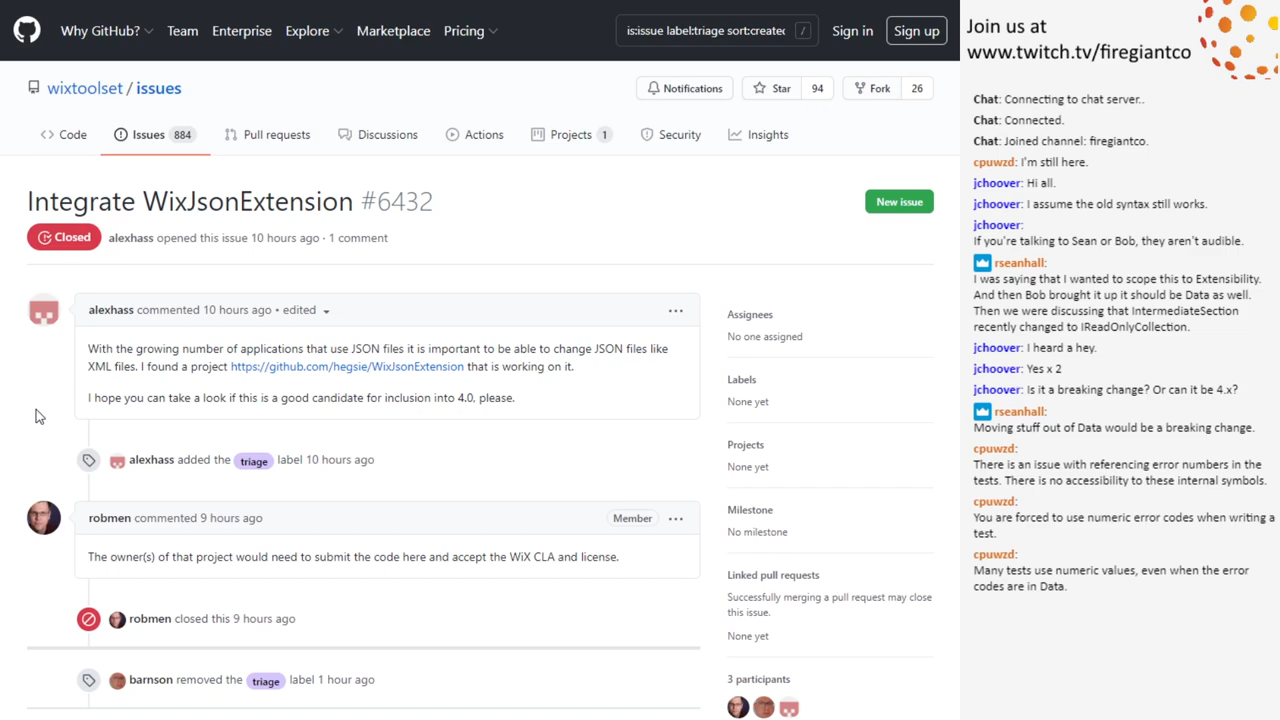 Why GitHub? Team Enterprise Explore Marketplace Pricing is:issue label:triage sort:created / Sign in Sign up
wixtoolset / issues
Notifications Star 94 Fork 26
Code Issues 884 Pull requests Discussions Actions Projects 1 Security Insights
Integrate WixJsonExtension #6432
New issue
Closed alexhass opened this issue 10 hours ago · 1 comment
alexhass commented 10 hours ago • edited
With the growing number of applications that use JSON files it is important to be able to change JSON files like
XML files. I found a project https://github.com/hegsie/WixJsonExtension that is working on it.
I hope you can take a look if this is a good candidate for inclusion into 4.0, please.
alexhass added the triage label 10 hours ago
robmen commented 9 hours ago Member
The owner(s) of that project would need to submit the code here and accept the WiX CLA and license.
robmen closed this 9 hours ago
barnson removed the triage label 1 hour ago
Assignees
No one assigned
Labels
None yet
Projects
None yet
Milestone
No milestone
Linked pull requests
Successfully merging a pull request may close
this issue.
None yet
3 participants
Join us at
www.twitch.tv/firegiantco
Chat: Connecting to chat server..
Chat: Connected.
Chat: Joined channel: firegiantco.
cpuwzd: I'm still here.
jchoover: Hi all.
jchoover: I assume the old syntax still works.
jchoover:
If you're talking to Sean or Bob, they aren't audible.
rseanhall:
I was saying that I wanted to scope this to Extensibility.
And then Bob brought it up it should be Data as well.
Then we were discussing that IntermediateSection
recently changed to IReadOnlyCollection.
jchoover: I heard a hey.
jchoover: Yes x 2
jchoover: Is it a breaking change? Or can it be 4.x?
rseanhall:
Moving stuff out of Data would be a breaking change.
cpuwzd:
There is an issue with referencing error numbers in the
tests. There is no accessibility to these internal symbols.
cpuwzd:
You are forced to use numeric error codes when writing a
test.
cpuwzd:
Many tests use numeric values, even when the error
codes are in Data.